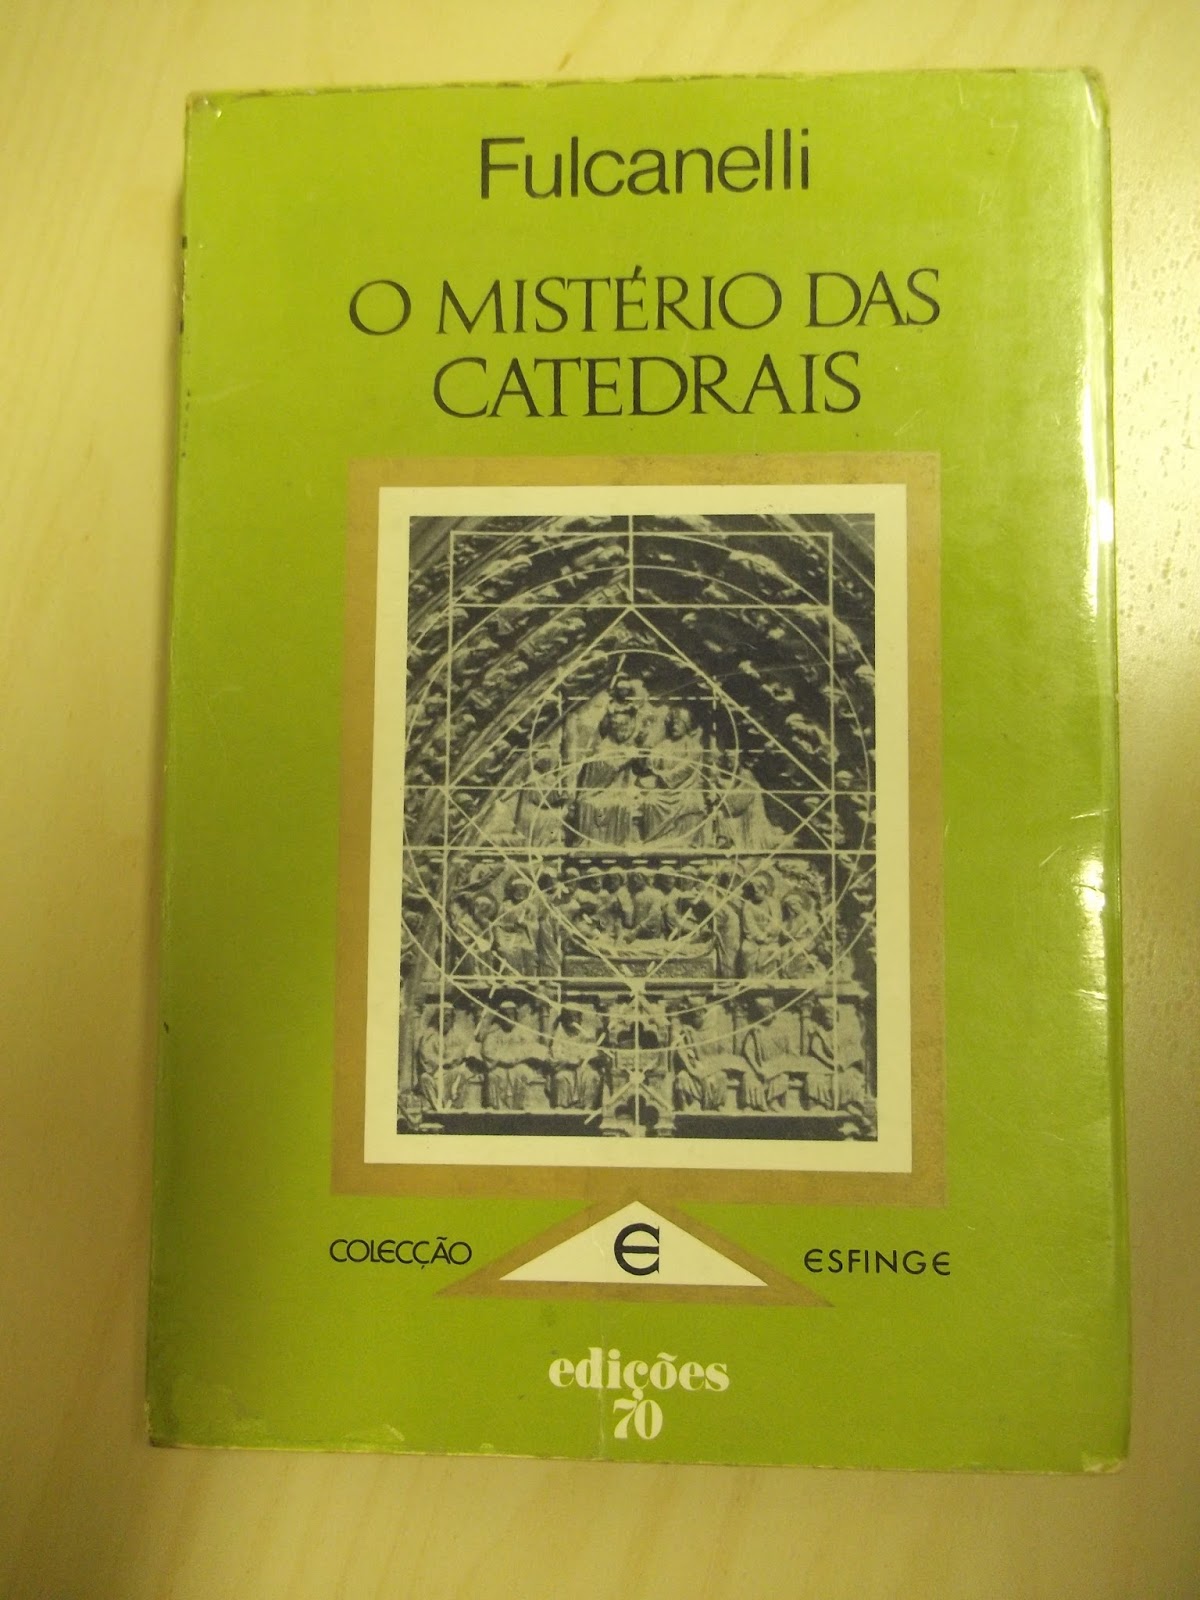 Fulcanelli
O MISTÉRIO DAS
CATEDRAIS
COLECÇÃO E ESFINGE
edições
70